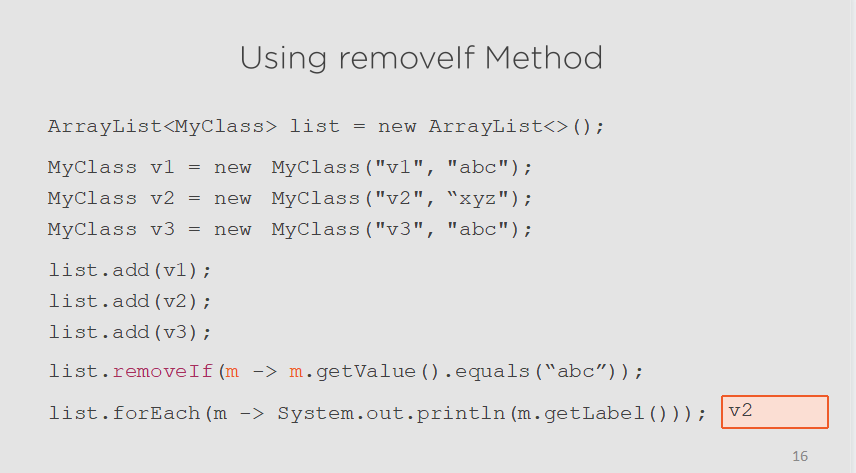 Using removeIf Method
ArrayList<MyClass> list = new ArrayList<>();
MyClass v1 = new MyClass("v1", "abc");
MyClass v2 = new MyClass("v2", “xyz");
MyClass v3 = new MyClass("v3", "abc");
list.add(v1);
list.add(v2);
list.add(v3);
list.removeIf(m -> m.getValue().equals(“abc”));
list.forEach(m -> System.out.println(m.getLabel())); v2
16